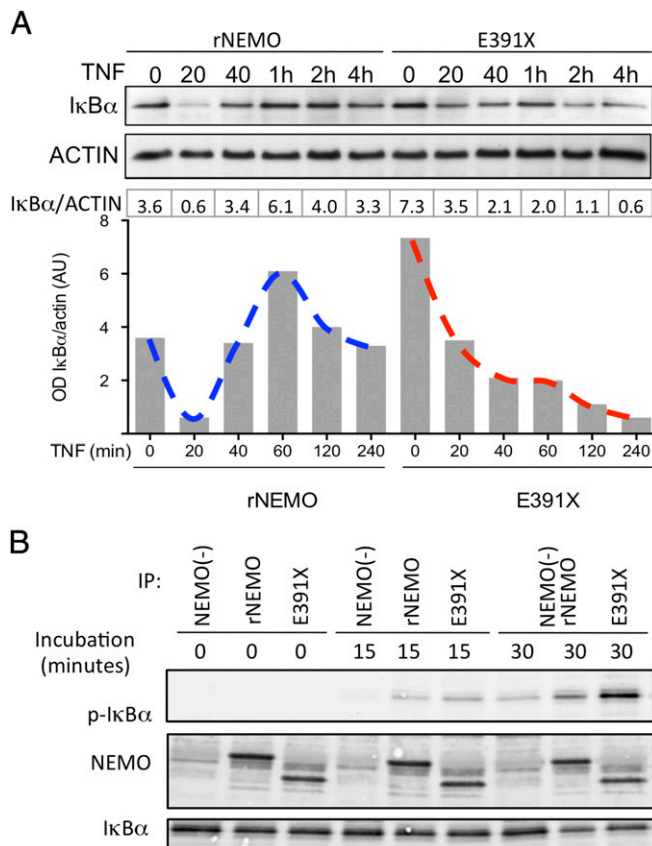 A
rNEMO E391X
TNF 0 20 40 1h 2h 4h 0 20 40 1h 2h 4h
IκBα
ACTIN
IκBα/ACTIN 3.6 0.6 3.4 6.1 4.0 3.3 7.3 3.5 2.1 2.0 1.1 0.6
OD IκBα/actin (AU)
8
6
4
2
TNF (min) 0 20 40 60 120 240 0 20 40 60 120 240
rNEMO E391X
B
IP: NEMO(-) rNEMO E391X NEMO(-) rNEMO E391X NEMO(-) rNEMO E391X
Incubation
(minutes) 0 0 0 15 15 15 30 30 30
p-IκBα
NEMO
IκBα